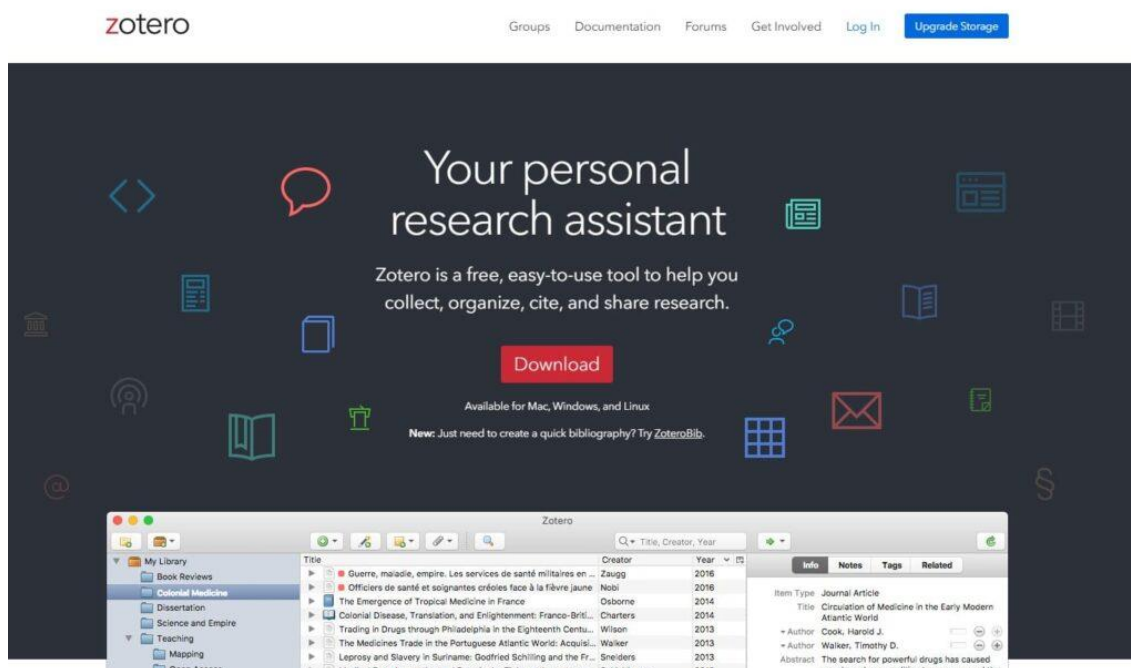 zotero
Groups Documentation Forums Get Involved Log In Upgrade Storage
Your personal
research assistant
Zotero is a free, easy-to-use tool to help you
collect, organize, cite, and share research.
Download
Available for Mac, Windows, and Linux
New: Just need to create a quick bibliography? Try ZoteroBib.
Zotero
Title, Creator, Year
My Library
Book Reviews
Colonial Medicine
Dissertation
Science and Empire
Teaching
Mapping
Title Creator Year
Guerre, maladie, empire. Les services de santé militaires en ... Zaugg 2016
Officiers de santé et soignantes créoles face à la fièvre jaune Nobi 2016
The Emergence of Tropical Medicine in France Osborne 2014
Colonial Disease, Translation, and Enlightenment: Franco-Briti... Charters 2014
Trading in Drugs through Philadelphia in the Eighteenth Centu... Wilson 2013
The Medicines Trade in the Portuguese Atlantic World: Acquisi... Walker 2013
Leprosy and Slavery in Suriname: Godfried Schilling and the Fr... Snelders 2013
Info Notes Tags Related
Item Type Journal Article
Title Circulation of Medicine in the Early Modern
Atlantic World
Author Cook, Harold J.
Author Walker, Timothy D.
Abstract The search for powerful drugs has caused